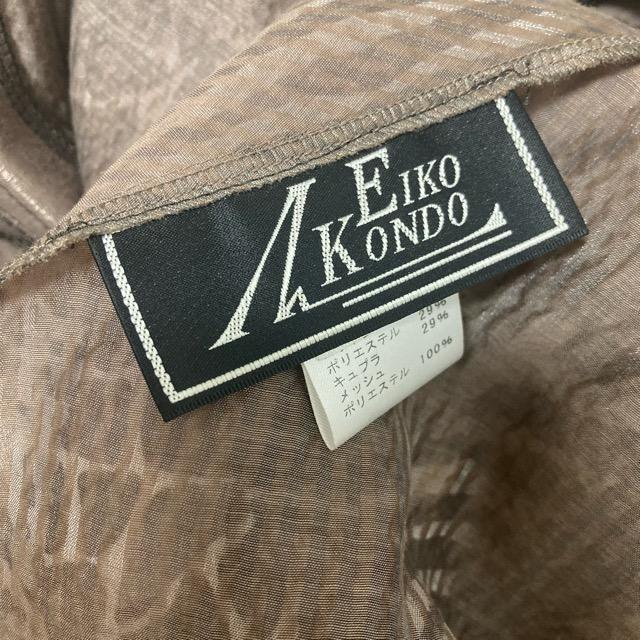 EIKO
KONDO
ポリエステル 29%
キュプラ 29%
メッシュ
ポリエステル 100%